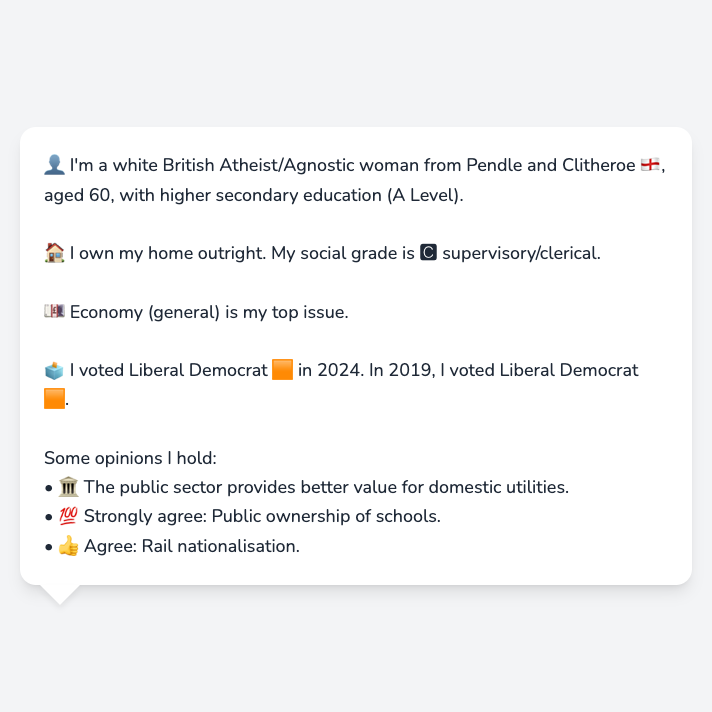 👤 I'm a white British Atheist/Agnostic woman from Pendle and Clitheroe 🏴󠁧󠁢󠁥󠁮󠁧󠁿,
aged 60, with higher secondary education (A Level).
🏠 I own my home outright. My social grade is 🅲 supervisory/clerical.
💷 Economy (general) is my top issue.
🗳️ I voted Liberal Democrat 🟧 in 2024. In 2019, I voted Liberal Democrat
🟧.
Some opinions I hold:
• 🏛️ The public sector provides better value for domestic utilities.
• 💯 Strongly agree: Public ownership of schools.
• 👍 Agree: Rail nationalisation.